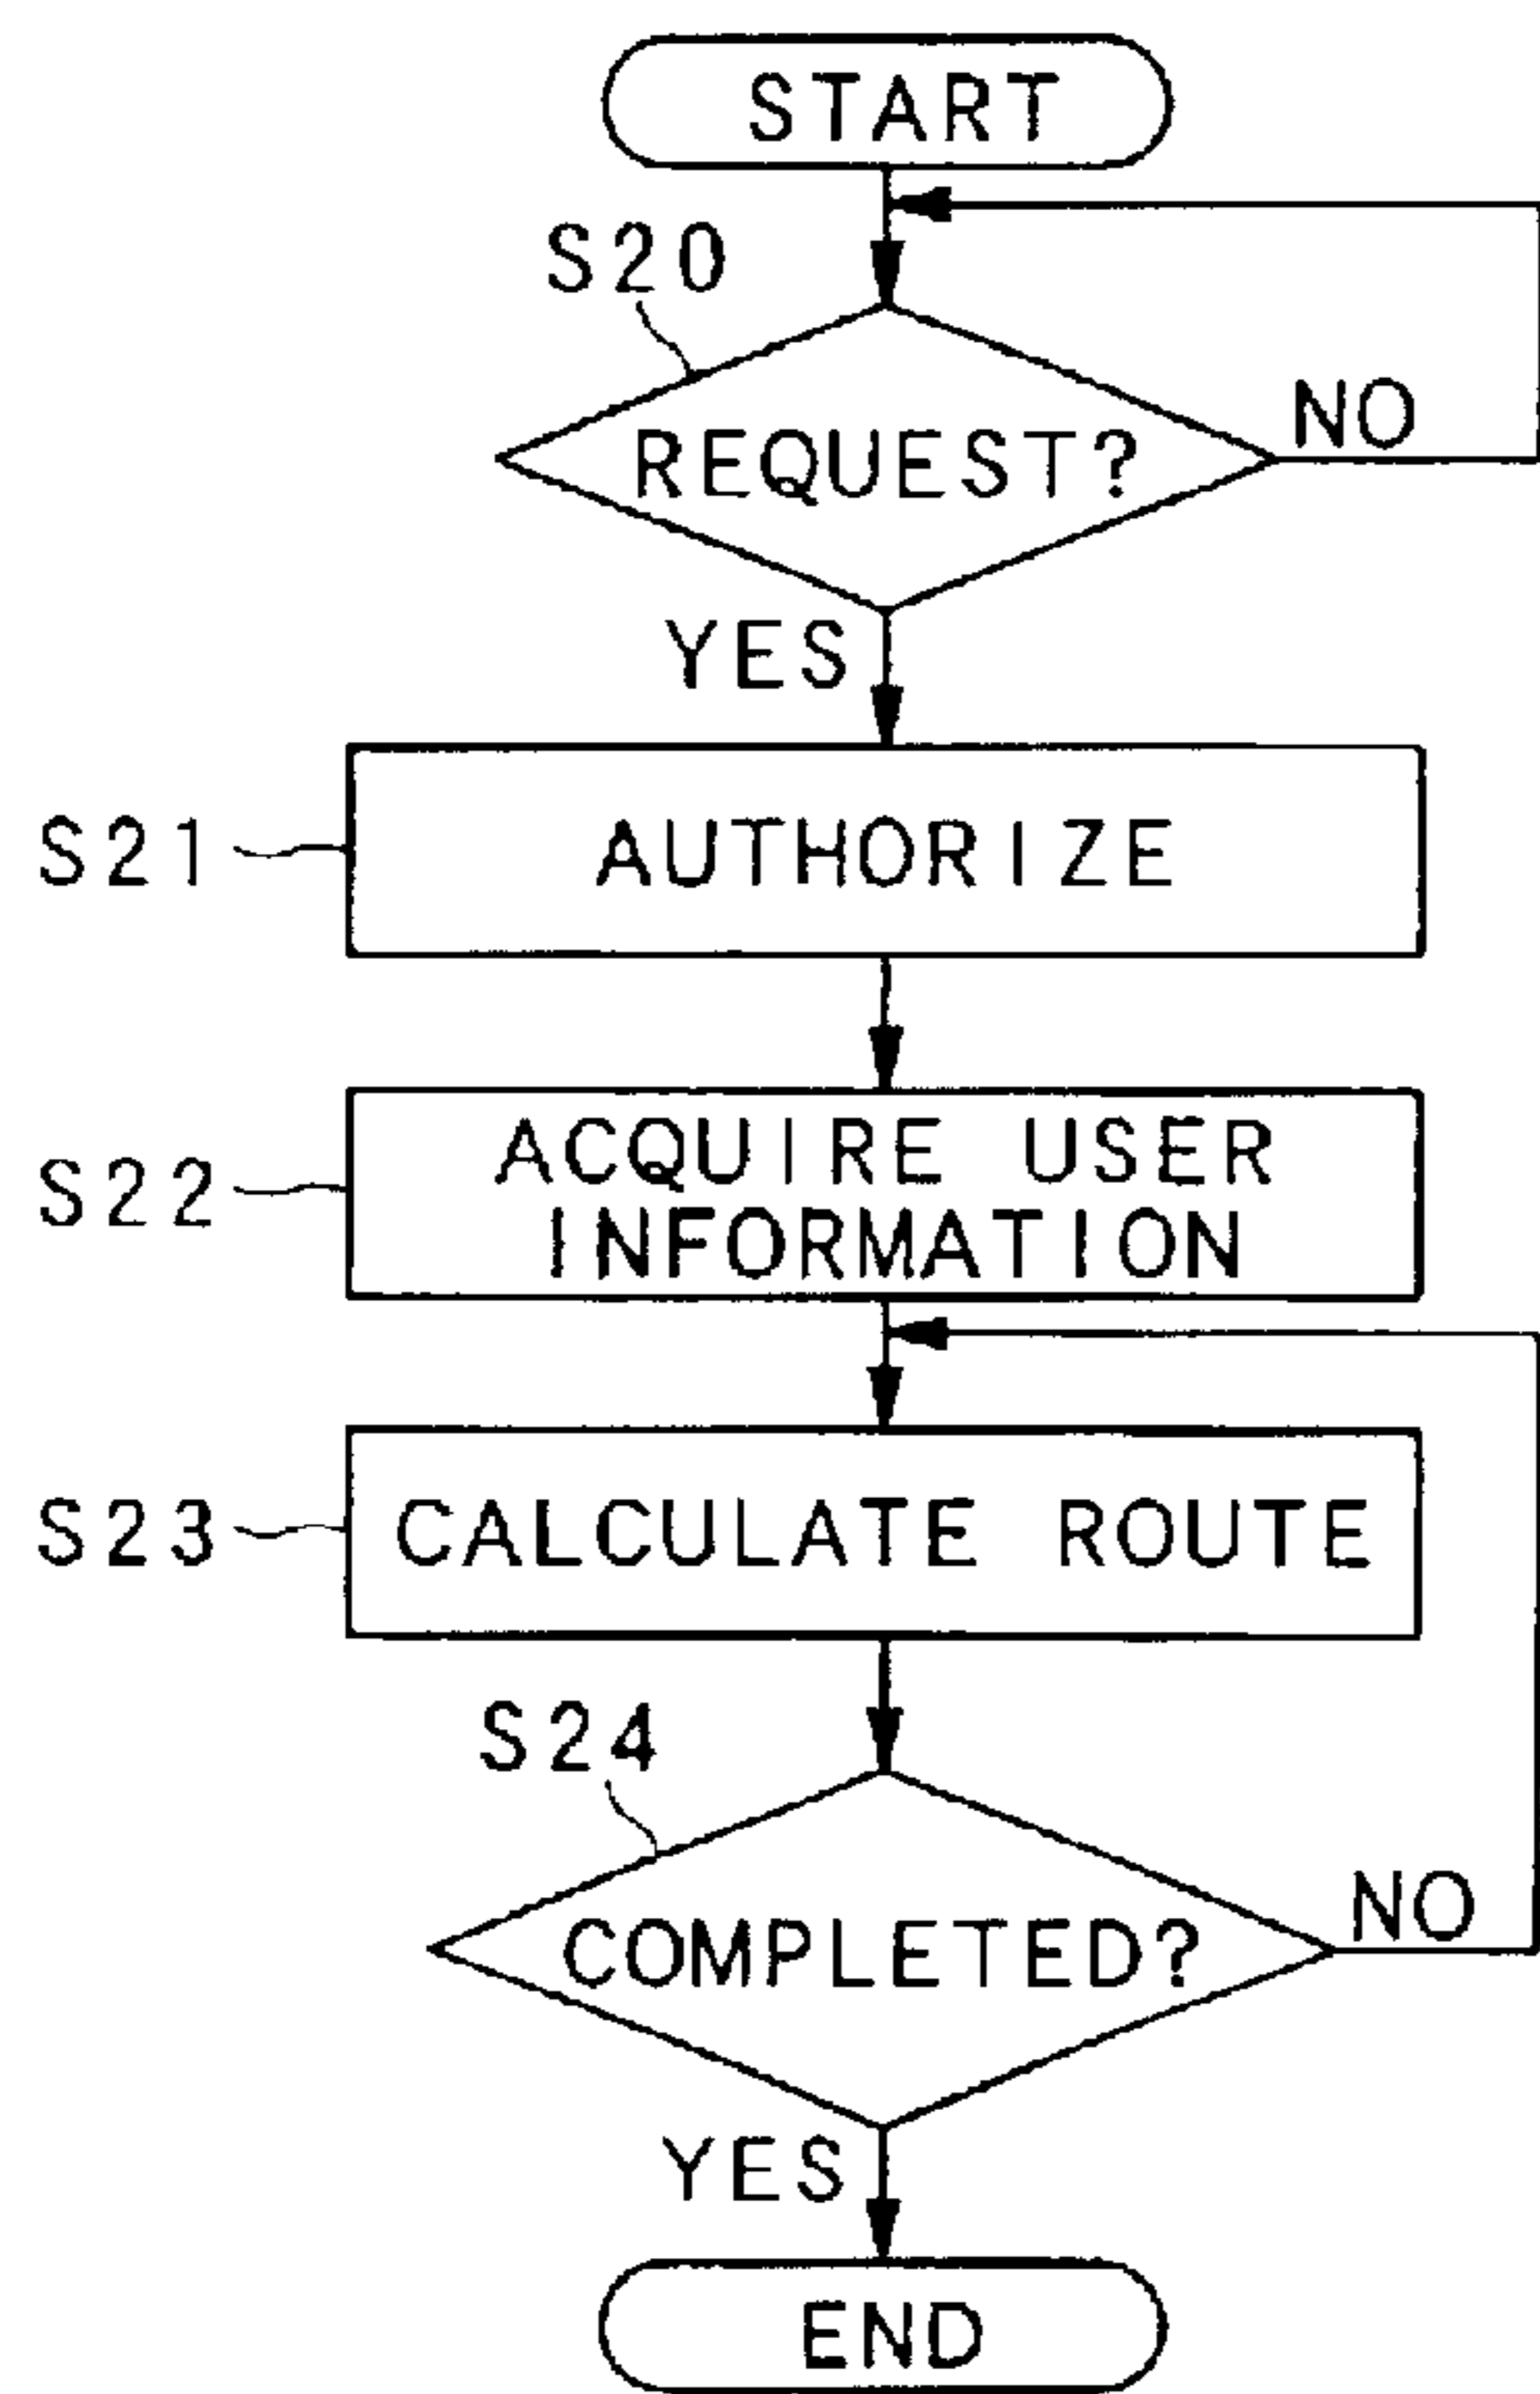 START
S20
REQUEST?
NO
YES
S21
AUTHORIZE
S22
ACQUIRE USER
INFORMATION
S23
CALCULATE ROUTE
S24
COMPLETED?
NO
YES
END